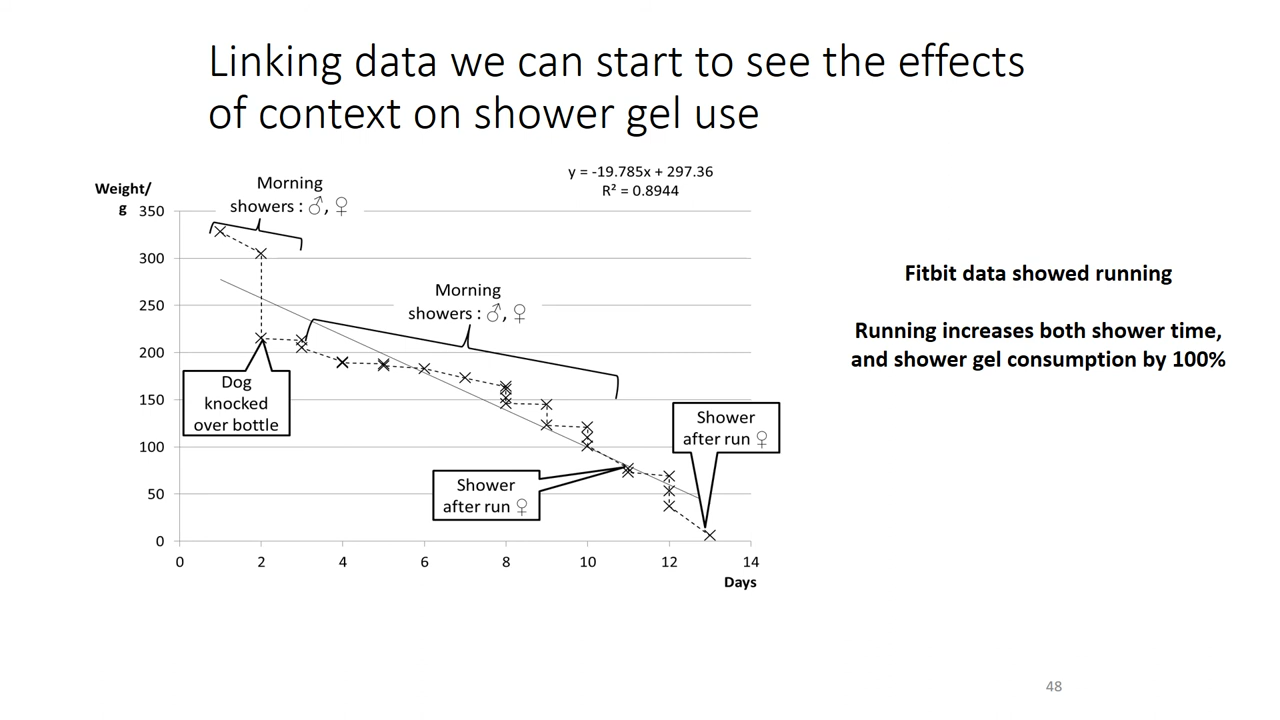 Linking data we can start to see the effects
of context on shower gel use
y = -19.785x + 297.36
R² = 0.8944
Weight/
g
Morning
showers : ♂, ♀
350
300
250
200
150
100
50
0
Morning
showers : ♂, ♀
Dog
knocked
over bottle
Shower
after run ♀
Shower
after run ♀
0 2 4 6 8 10 12 14
Days
Fitbit data showed running
Running increases both shower time,
and shower gel consumption by 100%
48